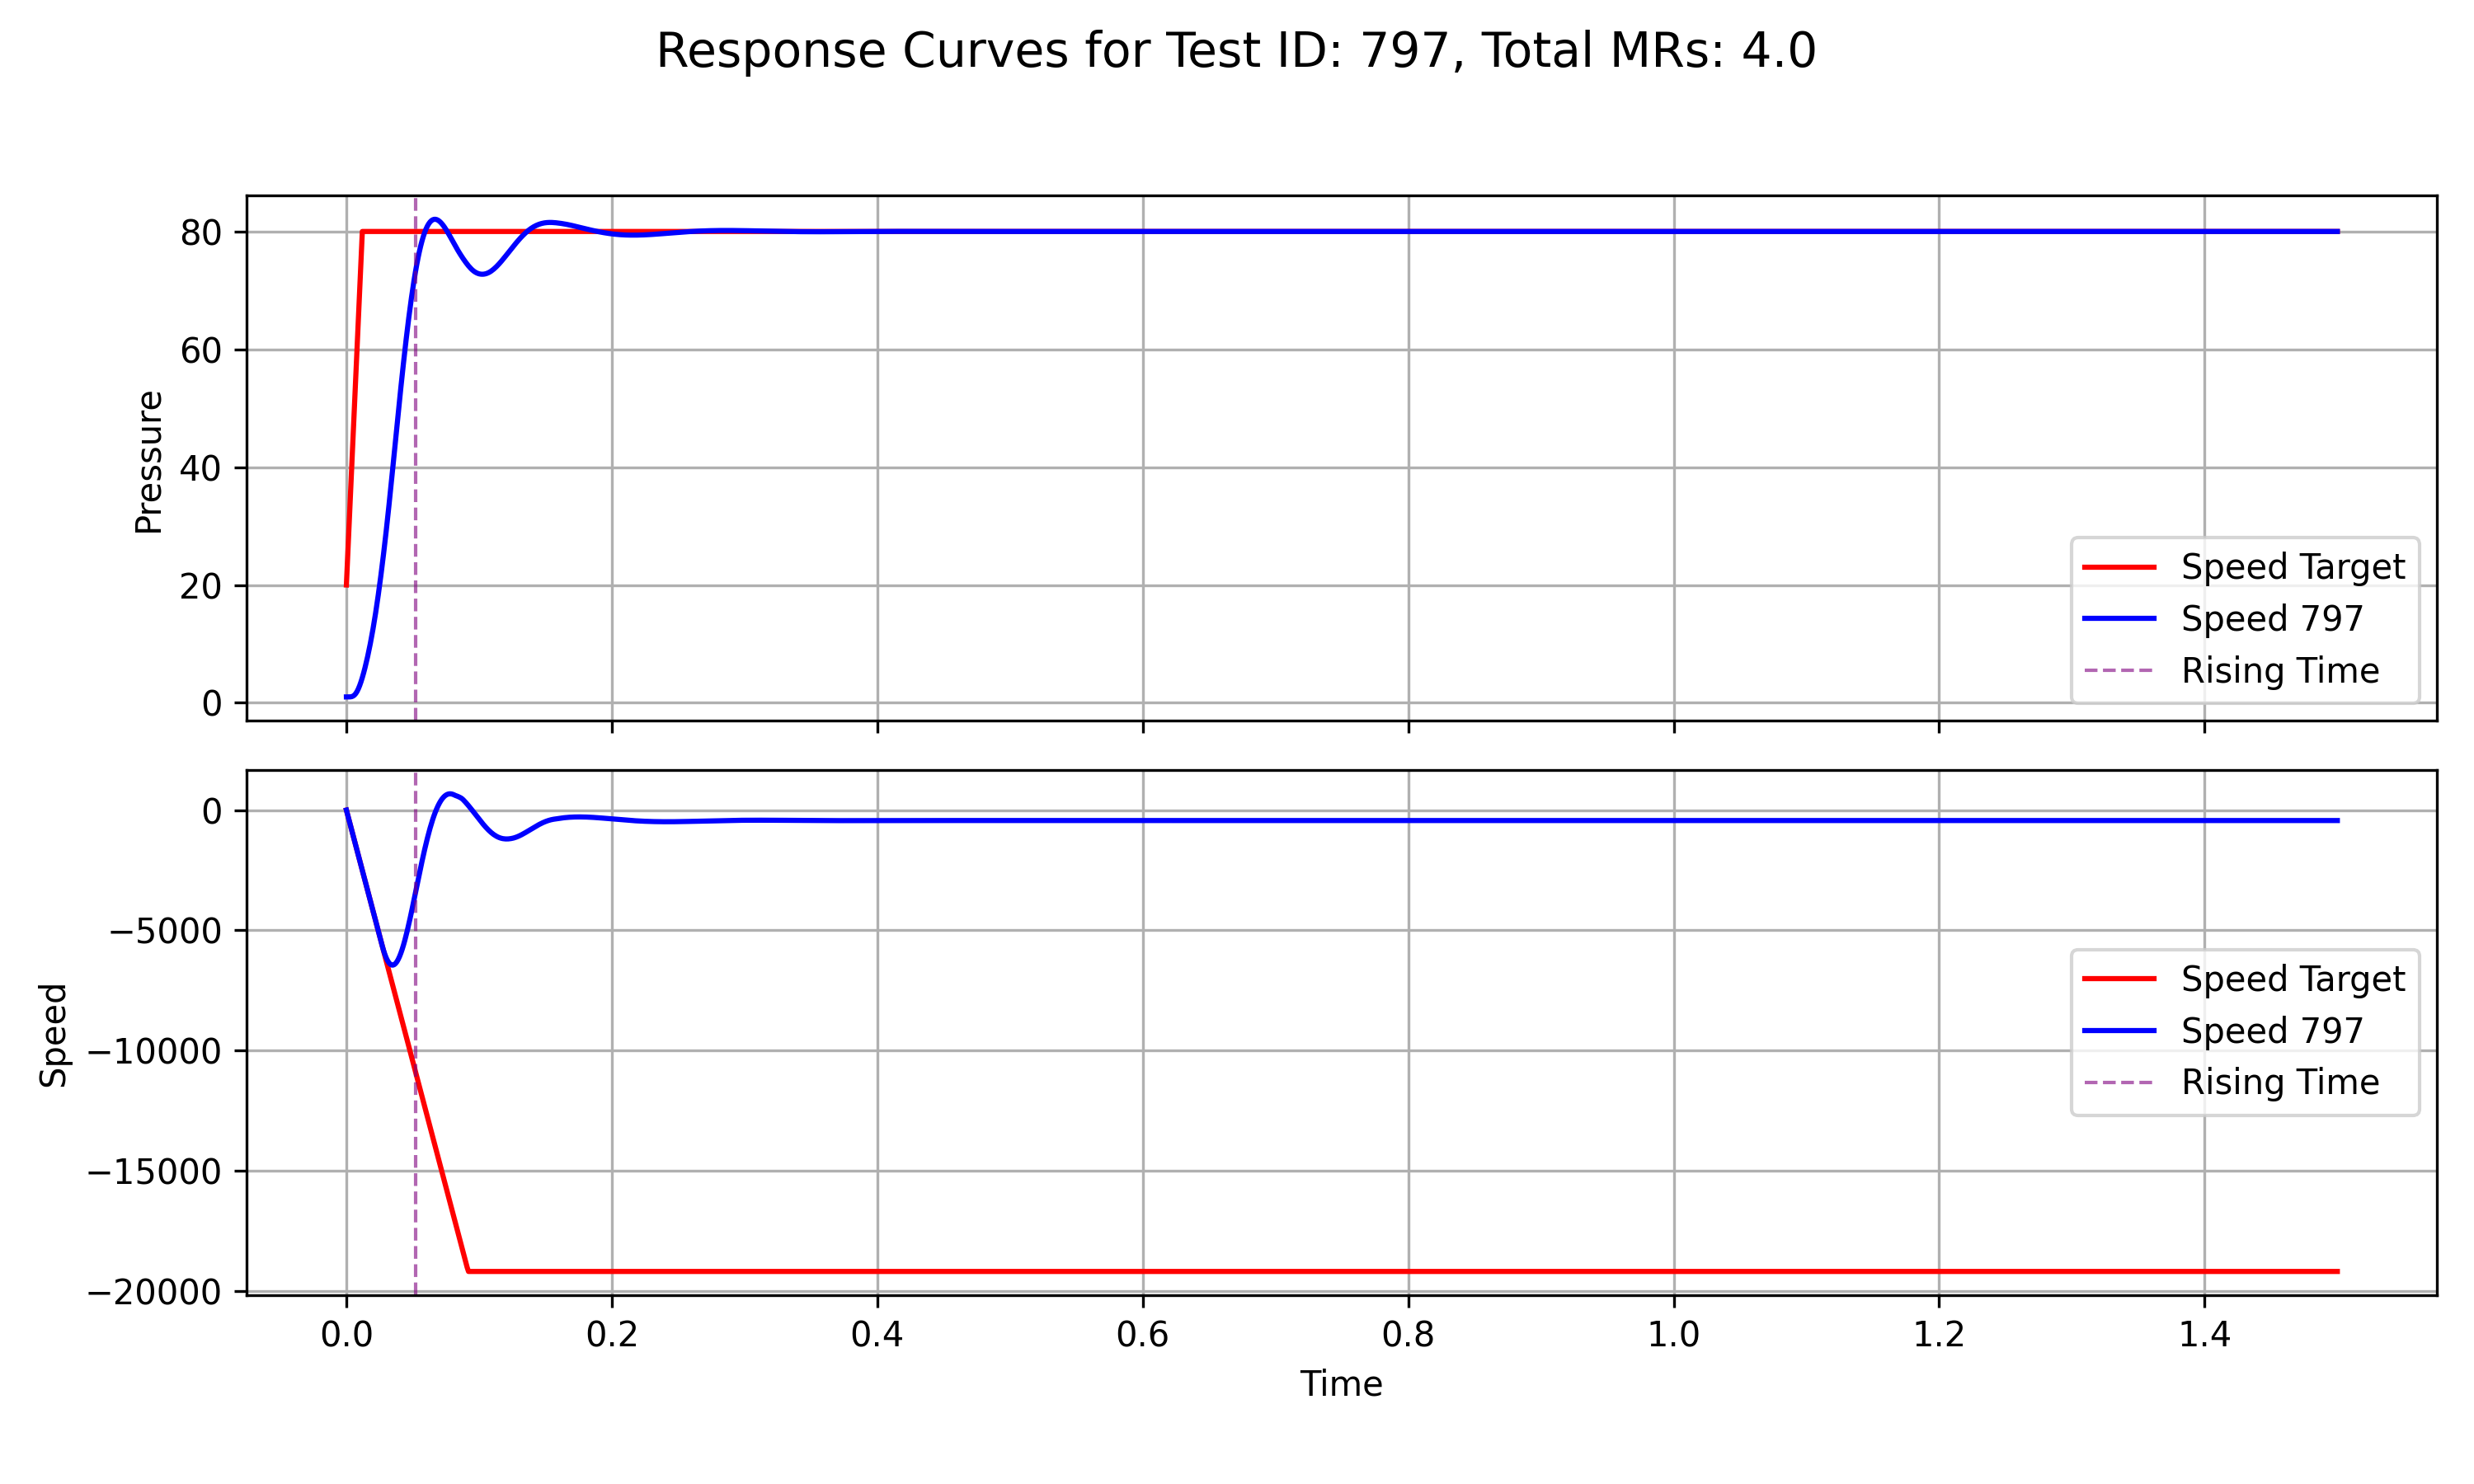 Response Curves for Test ID: 797, Total MRs: 4.0
80
60
40
20
0
Pressure
Speed Target
Speed 797
Rising Time
0
−5000
−10000
−15000
−20000
Speed
Speed Target
Speed 797
Rising Time
0.0 0.2 0.4 0.6 0.8 1.0 1.2 1.4
Time